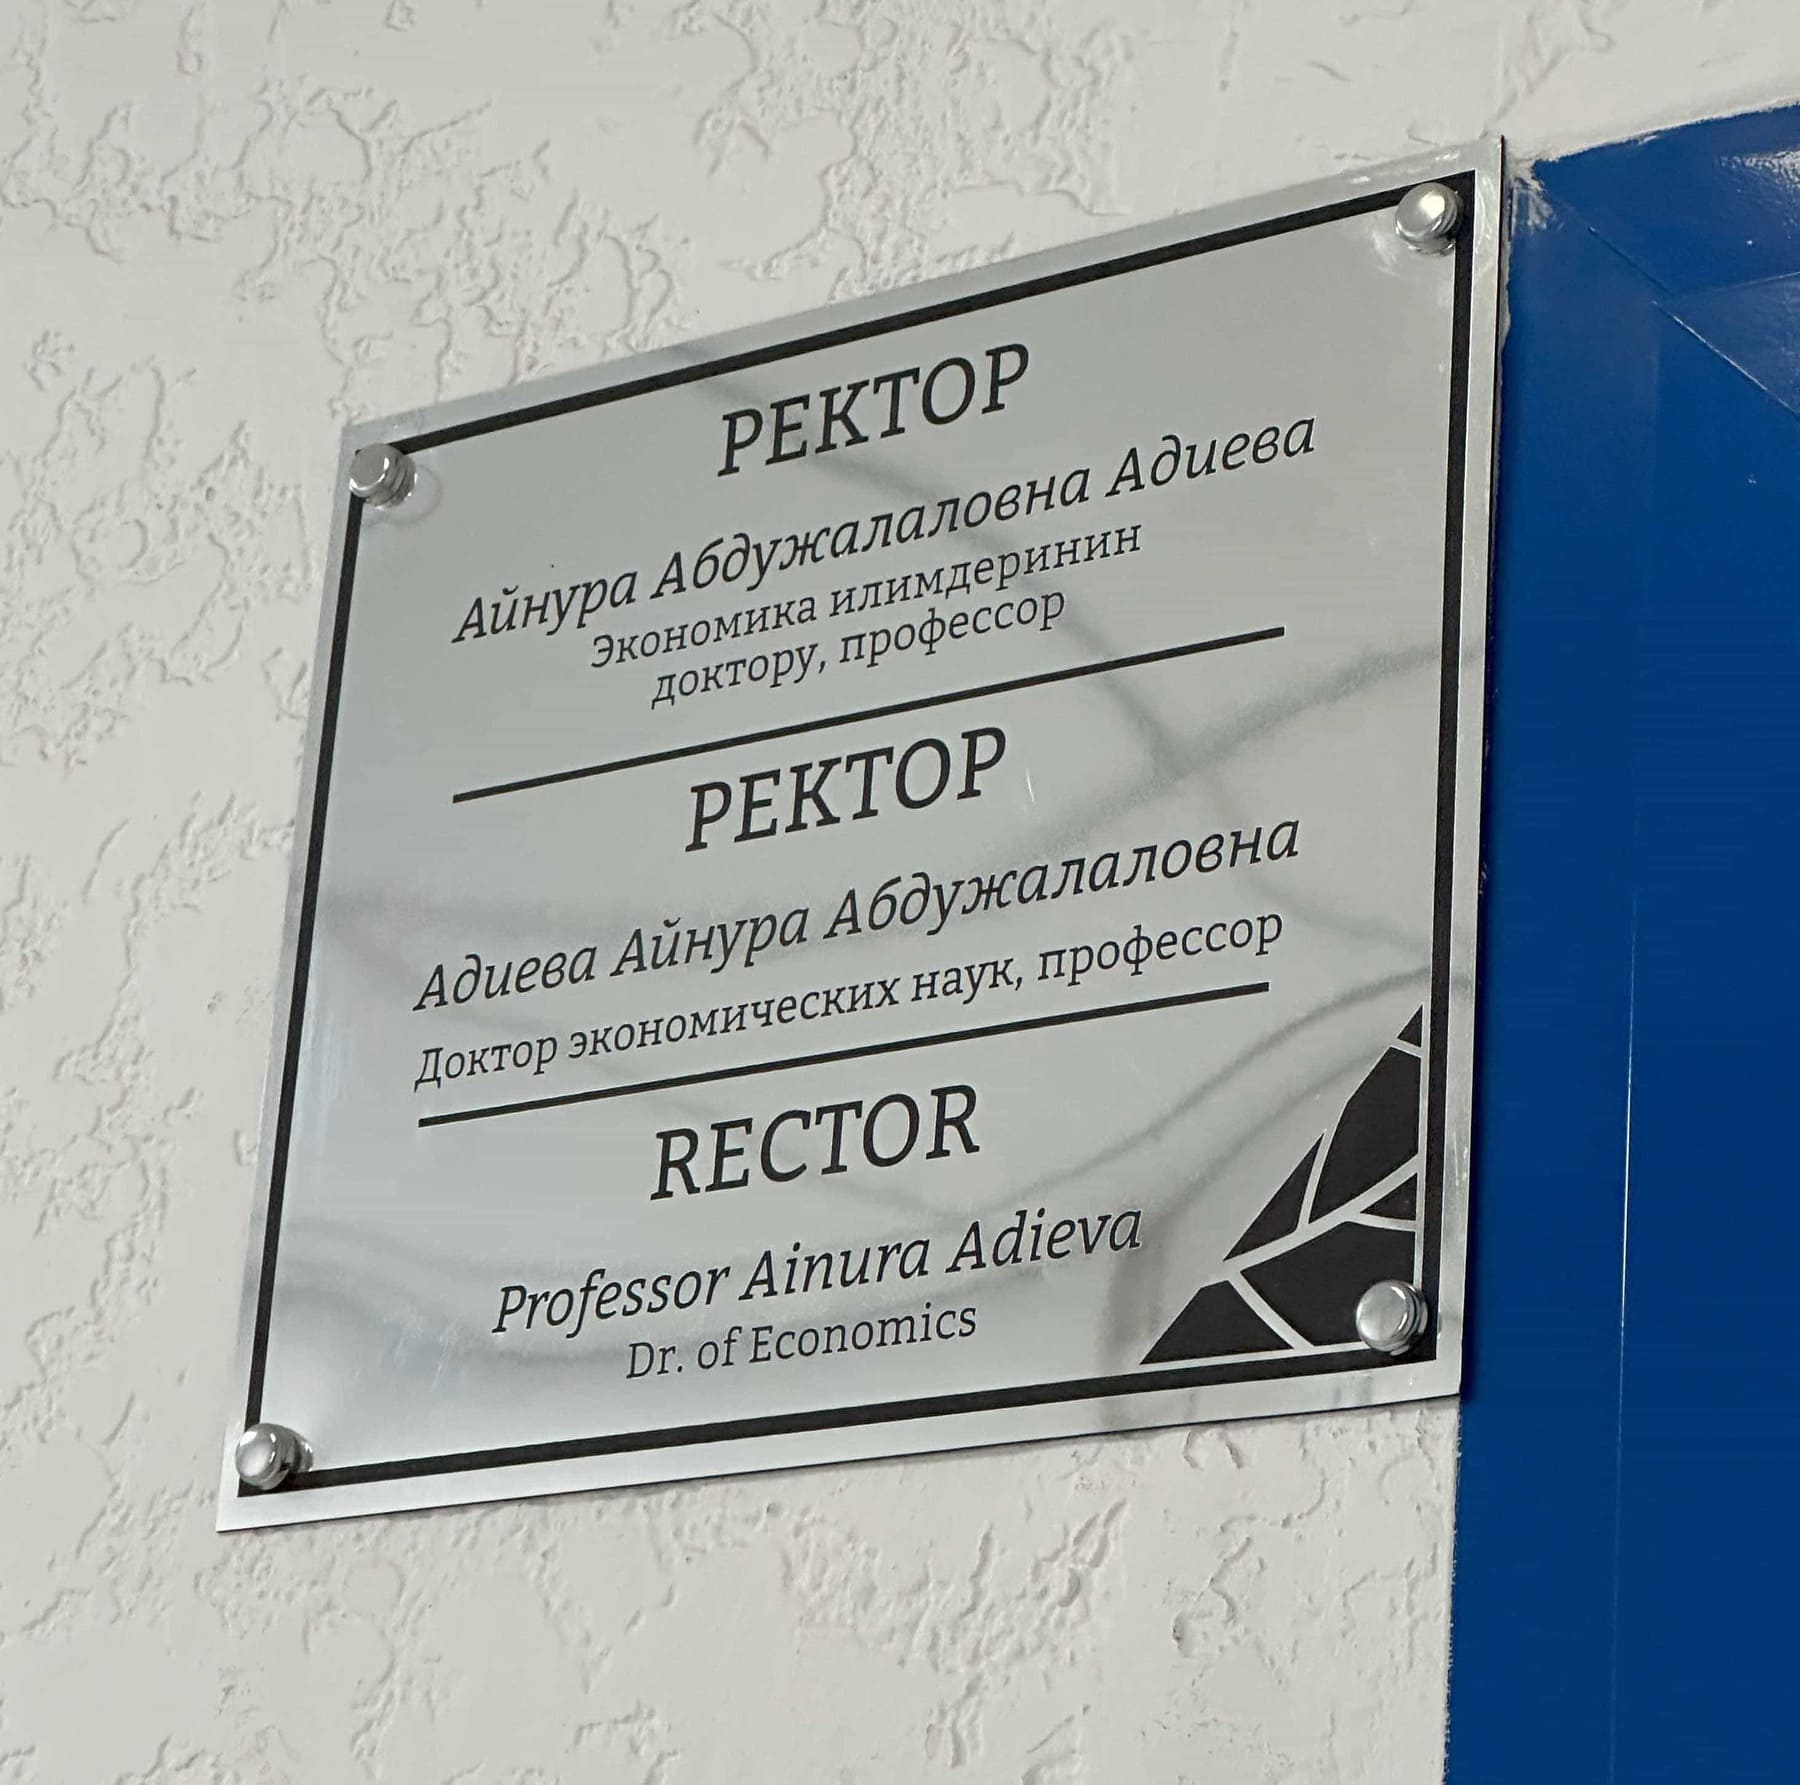 РЕКТОР
Айнура Абдужалаловна Адиева
Экономика илимдеринин
доктору, профессор
РЕКТОР
Адиева Айнура Абдужалаловна
Доктор экономических наук, профессор
RECTOR
Professor Ainura Adieva
Dr. of Economics